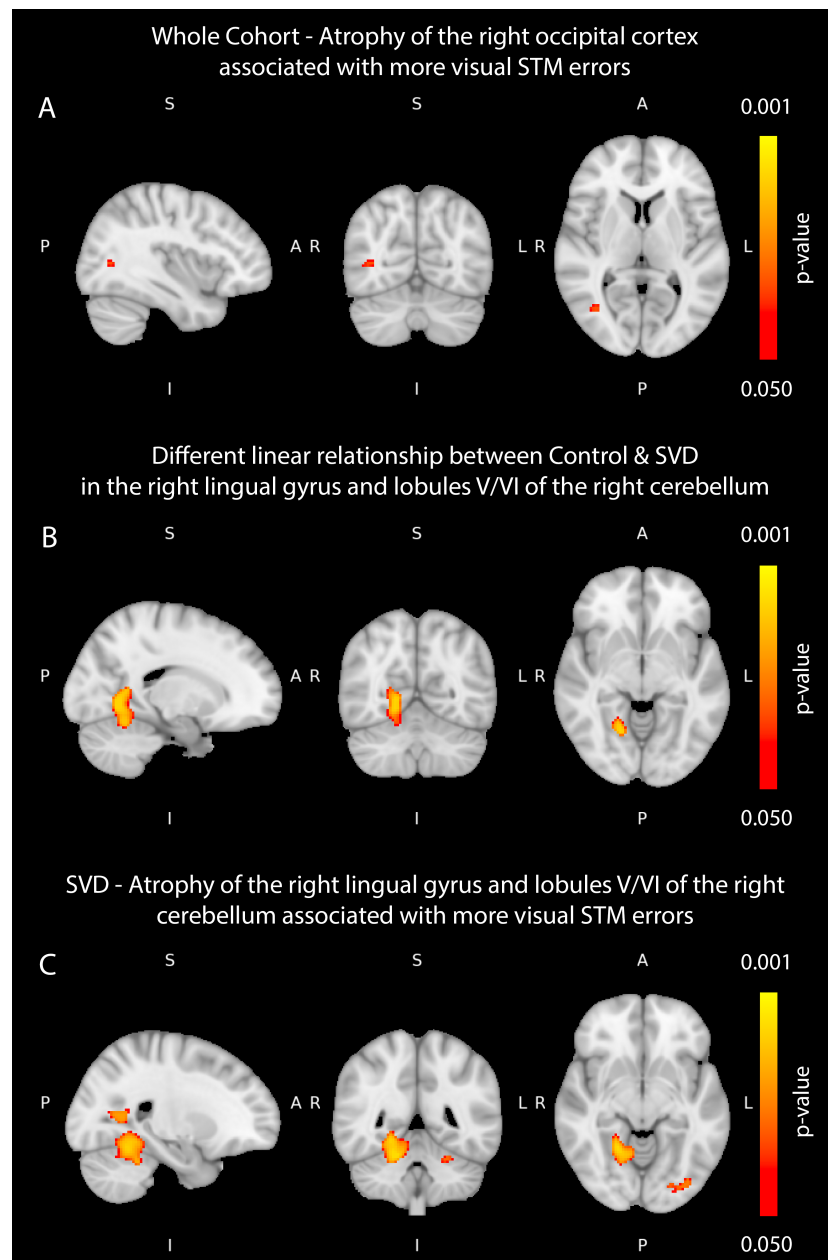 Whole Cohort - Atrophy of the right occipital cortex
associated with more visual STM errors
A
S
S
A
0.001
P
A
R
L
R
L
p-value
I
I
P
0.050
Different linear relationship between Control & SVD
in the right lingual gyrus and lobules V/VI of the right cerebellum
B
S
S
A
0.001
P
A
R
L
R
L
p-value
I
I
P
0.050
SVD - Atrophy of the right lingual gyrus and lobules V/VI of the right
cerebellum associated with more visual STM errors
C
S
S
A
0.001
P
A
R
L
R
L
p-value
I
I
P
0.050